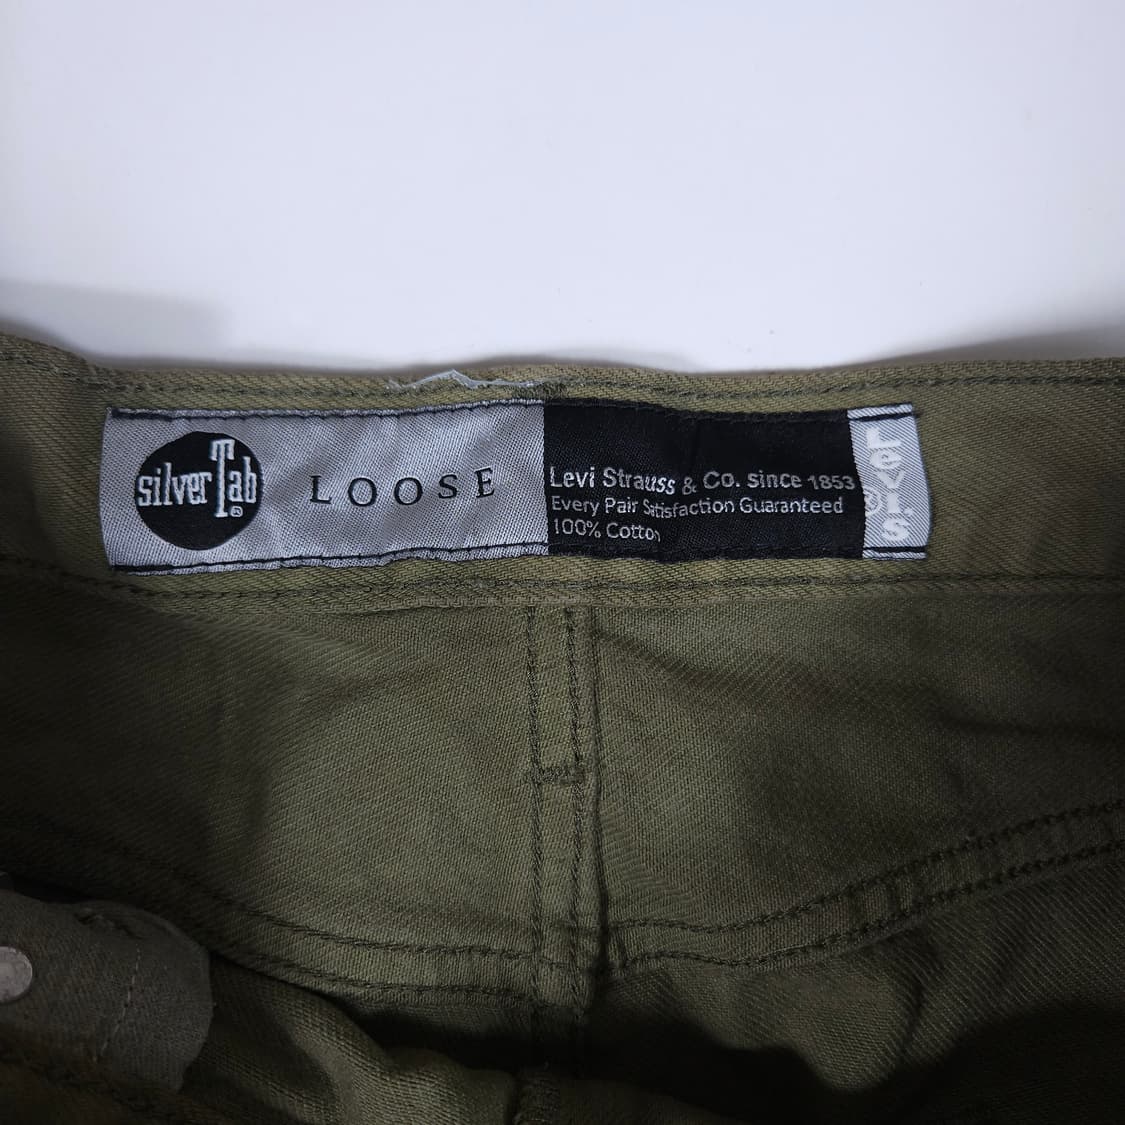 silverTab®
LOOSE
Levi Strauss & Co. since 1853
Every Pair Satisfaction Guaranteed
100% Cotton
Levi's®